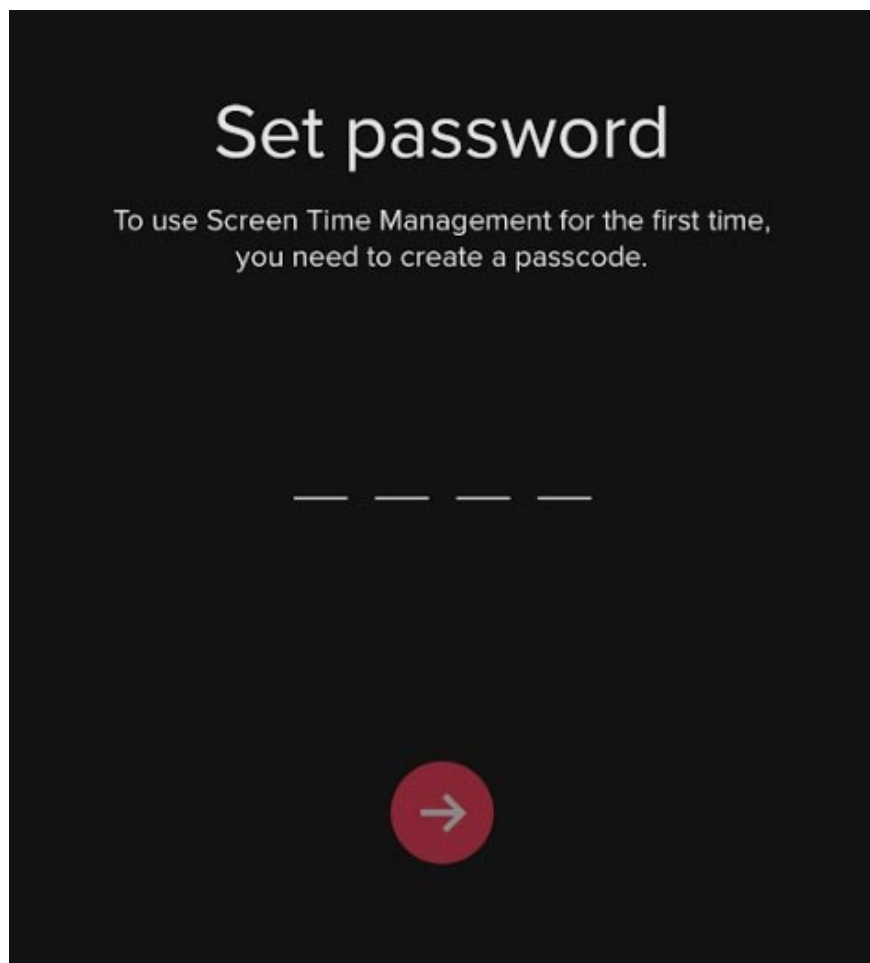 Set password
To use Screen Time Management for the first time,
you need to create a passcode.